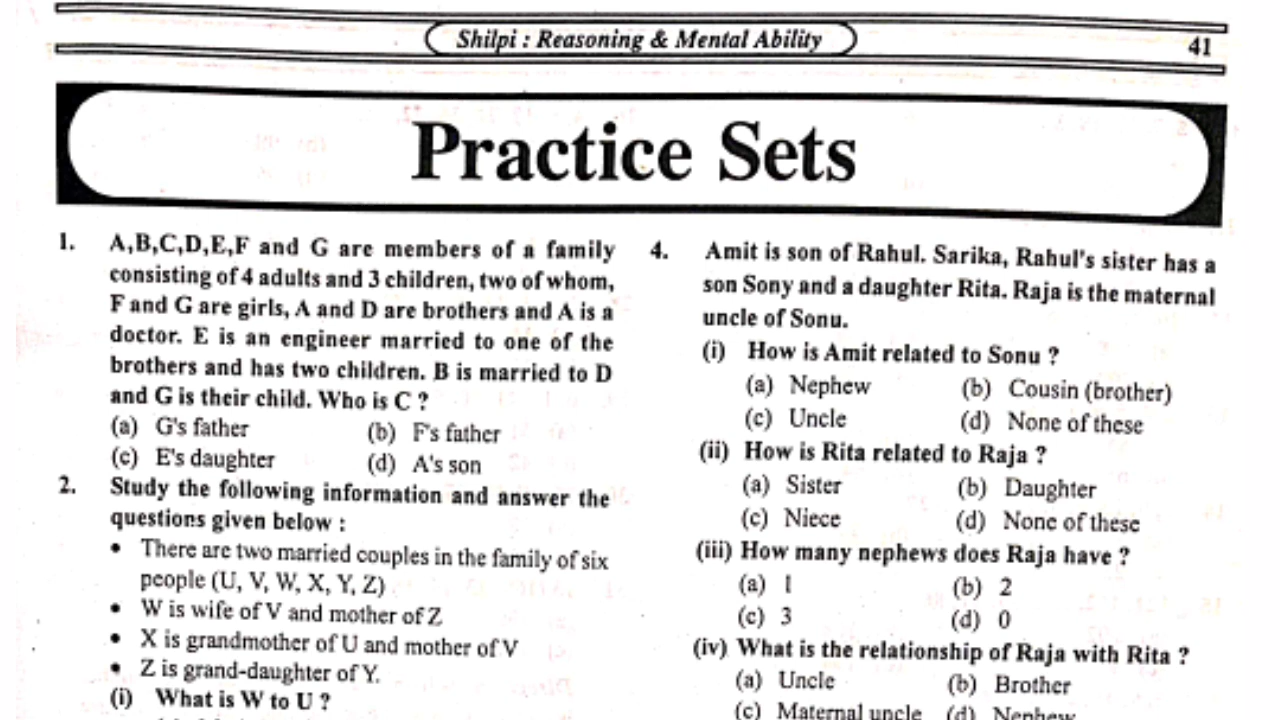 Shilpi : Reasoning & Mental Ability
41
Practice Sets
1. A,B,C,D,E,F and G are members of a family
consisting of 4 adults and 3 children, two of whom,
F and G are girls, A and D are brothers and A is a
doctor. E is an engineer married to one of the
brothers and has two children. B is married to D
and G is their child. Who is C ?
(a) G's father (b) F's father
(c) E's daughter (d) A's son
2. Study the following information and answer the
questions given below :
• There are two married couples in the family of six
people (U, V, W, X, Y, Z)
• W is wife of V and mother of Z
• X is grandmother of U and mother of V
• Z is grand-daughter of Y.
(i) What is W to U ?
4. Amit is son of Rahul. Sarika, Rahul's sister has a
son Sony and a daughter Rita. Raja is the maternal
uncle of Sonu.
(i) How is Amit related to Sonu ?
(a) Nephew (b) Cousin (brother)
(c) Uncle (d) None of these
(ii) How is Rita related to Raja ?
(a) Sister (b) Daughter
(c) Niece (d) None of these
(iii) How many nephews does Raja have ?
(a) 1 (b) 2
(c) 3 (d) 0
(iv) What is the relationship of Raja with Rita ?
(a) Uncle (b) Brother
(c) Maternal uncle (d) Nephew